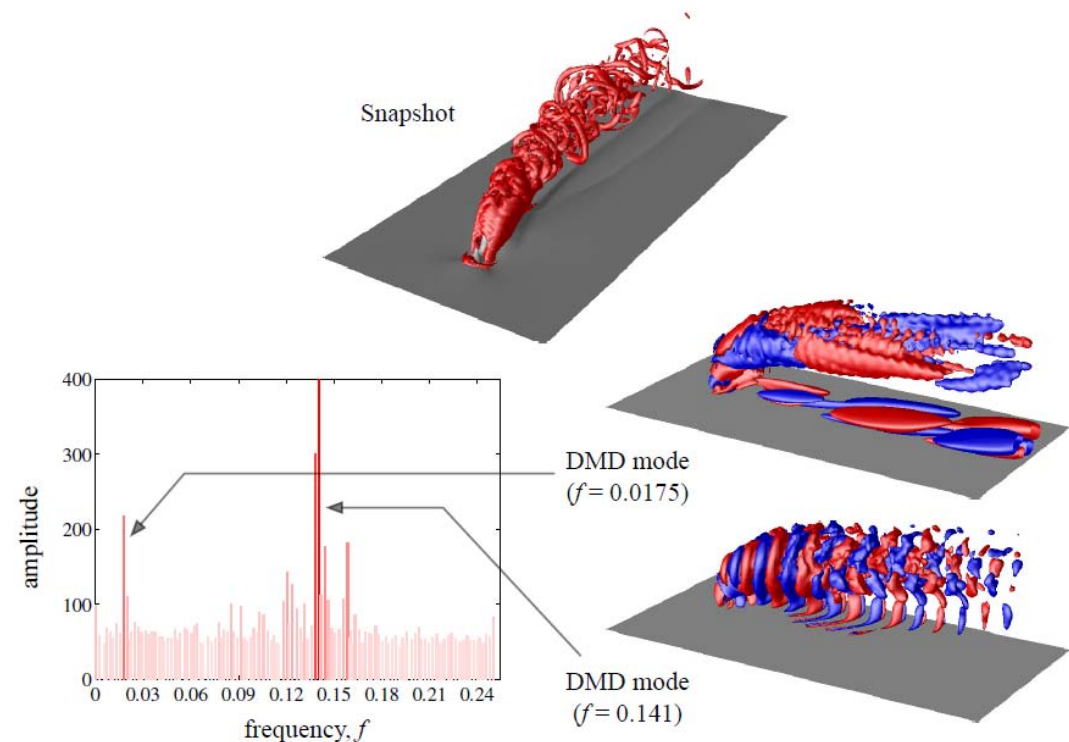 Snapshot
400
300
200
100
0
0 0.03 0.06 0.09 0.12 0.15 0.18 0.21 0.24
amplitude
frequency, f
DMD mode
(f = 0.0175)
DMD mode
(f = 0.141)